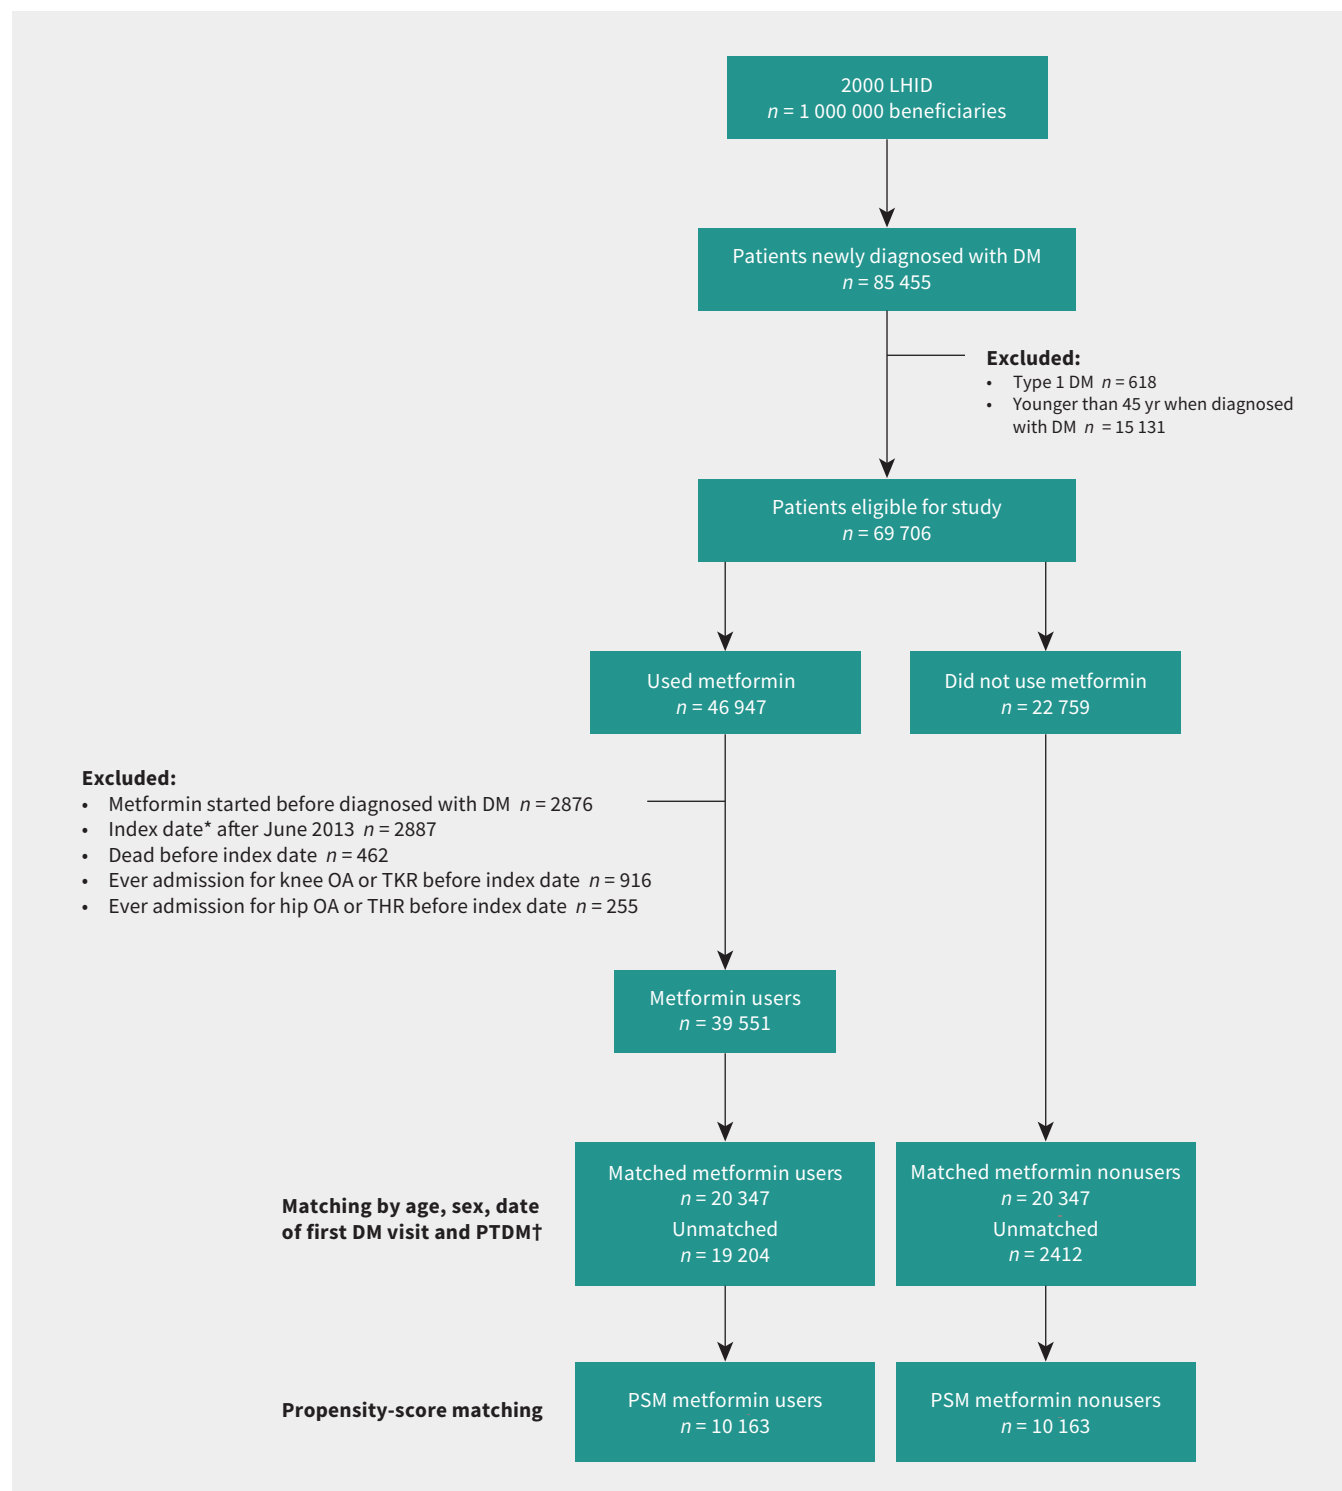 2000 LHID
n = 1 000 000 beneficiaries
Patients newly diagnosed with DM
n = 85 455
Excluded:
• Type 1 DM n = 618
• Younger than 45 yr when diagnosed
with DM n = 15 131
Patients eligible for study
n = 69 706
Used metformin
n = 46 947
Did not use metformin
n = 22 759
Excluded:
• Metformin started before diagnosed with DM n = 2876
• Index date* after June 2013 n = 2887
• Dead before index date n = 462
• Ever admission for knee OA or TKR before index date n = 916
• Ever admission for hip OA or THR before index date n = 255
Metformin users
n = 39 551
Matching by age, sex, date
of first DM visit and PTDM†
Matched metformin users
n = 20 347
Unmatched
n = 19 204
Matched metformin nonusers
n = 20 347
Unmatched
n = 2412
Propensity-score matching
PSM metformin users
n = 10 163
PSM metformin nonusers
n = 10 163